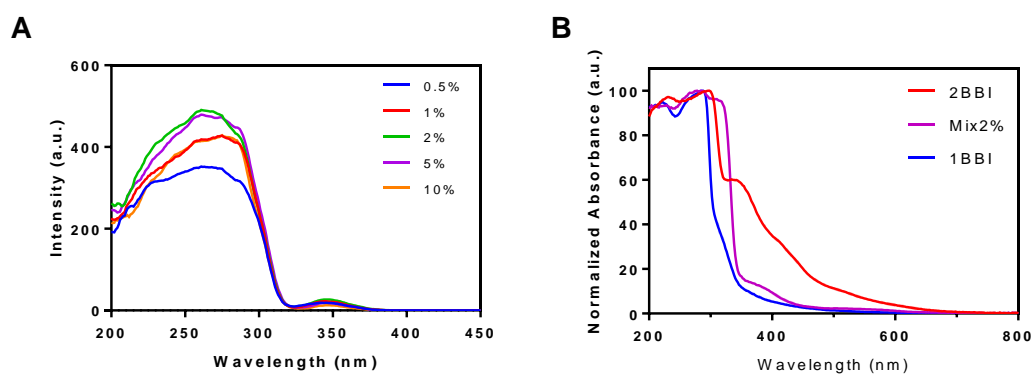 A
Intensity (a.u.)
600
400
200
0
0.5%
1%
2%
5%
10%
200 250 300 350 400 450
Wavelength (nm)
B
Normalized Absorbance (a.u.)
100
80
60
40
20
0
2BBI
Mix2%
1BBI
200 400 600 800
Wavelength (nm)